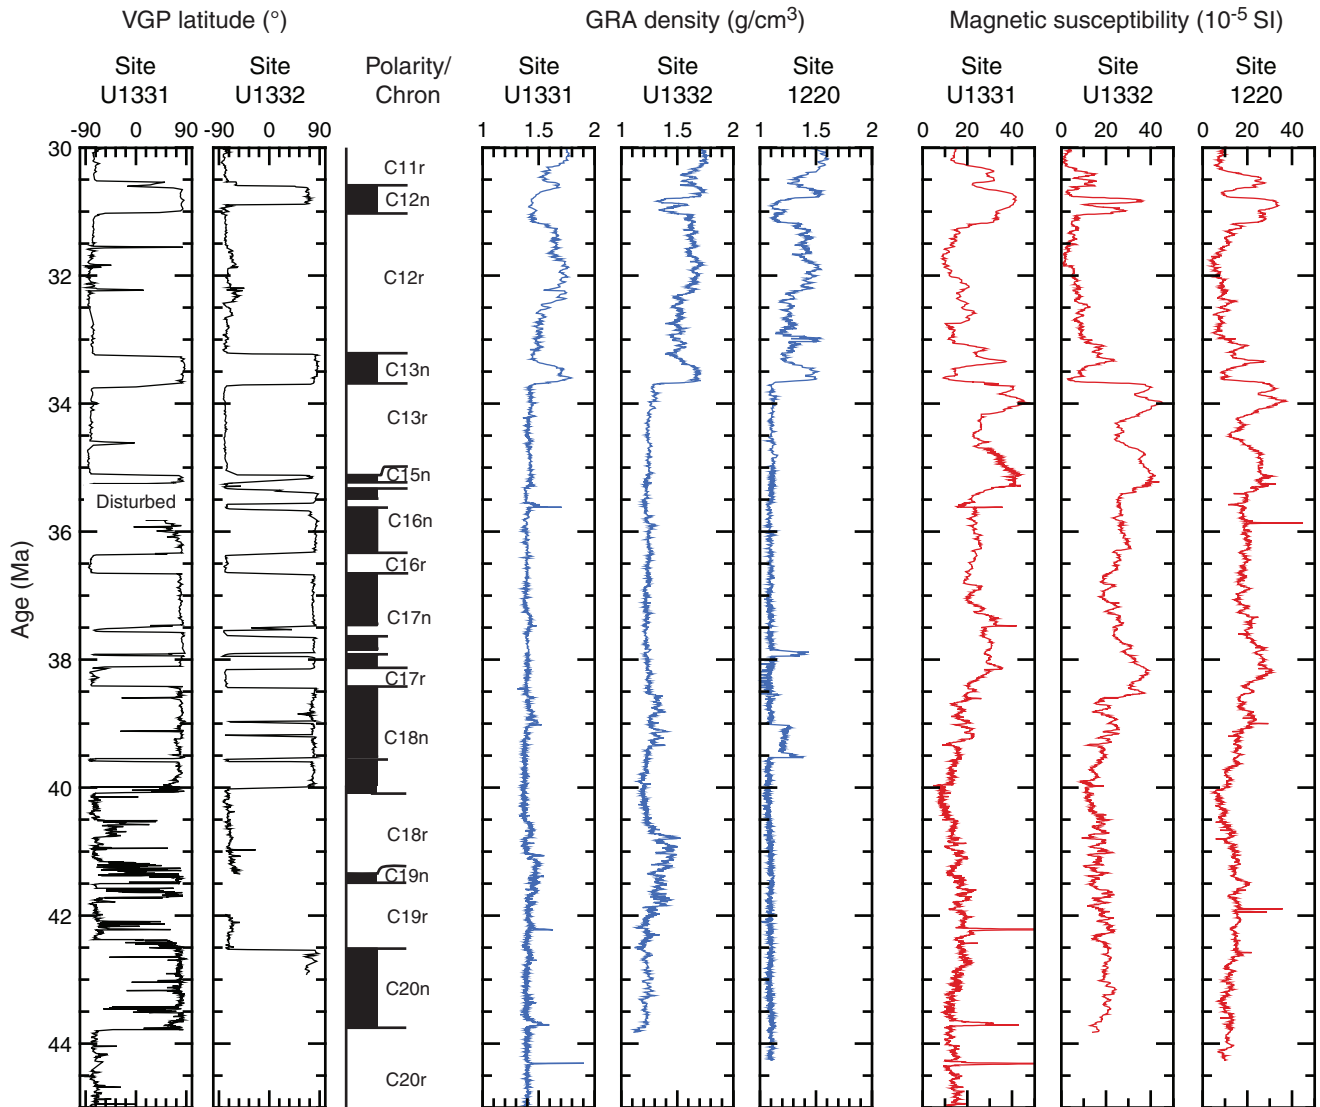 VGP latitude (°) GRA density (g/cm³) Magnetic susceptibility (10⁻⁵ SI)
Site Site Polarity/ Site Site Site Site Site Site
U1331 U1332 Chron U1331 U1332 1220 U1331 U1332 1220
-90 0 90 -90 0 90 1 1.5 2 1 1.5 2 1 1.5 2 0 20 40 0 20 40 0 20 40
30
C11r
C12n
32
C12r
C13n
34
C13r
C15n
Disturbed
C16n
36
C16r
Age (Ma)
C17n
38
C17r
C18n
40
C18r
C19n
42
C19r
C20n
44
C20r